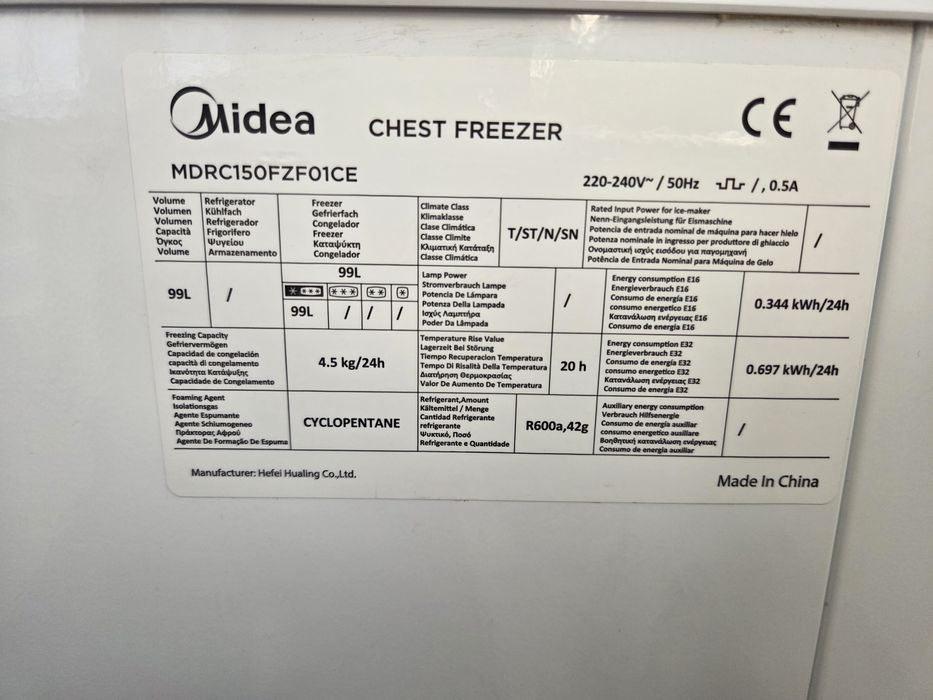 Midea
CHEST FREEZER
CE
MDRC150FZF01CE
220-240V~ / 50Hz / , 0.5A
Volume
Volumen
Volumen
Capacità
Όγκος
Volume
Refrigerator
Kühlfach
Refrigerador
Frigorifero
Ψυγείου
Armazenamento
Freezer
Gefrierfach
Congelador
Freezer
Καταψύκτη
Congelador
Climate Class
Klimaklasse
Clase Climática
Classe Climite
Κλιματική Κατάταξη
Classe Climática
T/ST/N/SN
Rated Input Power for ice-maker
Nenn-Eingangsleistung für Eismaschine
Potencia de entrada nominal de máquina para hacer hielo
Potenza nominale in ingresso per produttore di ghiaccio
Ονομαστική ισχύς εισόδου για παγομηχανή
Potência de Entrada Nominal para Máquina de Gelo
/
99L
/
99L
99L / / /
Lamp Power
Stromverbrauch Lampe
Potencia De Lámpara
Potenza Della Lampada
Ισχύς Λαμπτήρα
Poder Da Lâmpada
/
Energy consumption E16
Energieverbrauch E16
Consumo de energía E16
consumo energetico E16
Κατανάλωση ενέργειας E16
Consumo de energia E16
0.344 kWh/24h
Freezing Capacity
Gefriervermögen
Capacidad de congelación
capacità di congelamento
Ικανότητα Κατάψυξης
Capacidade de Congelamento
4.5 kg/24h
Temperature Rise Value
Lagerzeit Bei Störung
Tiempo Recuperacion Temperatura
Tempo Di Risalità Della Temperatura
Διατήρηση Θερμοκρασίας
Valor De Aumento De Temperatura
20 h
Energy consumption E32
Energieverbrauch E32
Consumo de energía E32
consumo energetico E32
Κατανάλωση ενέργειας E32
Consumo de energia E32
0.697 kWh/24h
Foaming Agent
Isolationsgas
Agente Espumante
Agente Schiumogeneo
Πράκτορας Αφρού
Agente De Formação De Espuma
CYCLOPENTANE
Refrigerant,Amount
Kältemittel / Menge
Cantidad Refrigerante
refrigerante
Ψυκτικό, Ποσό
Refrigerante e Quantidade
R600a,42g
Auxiliary energy consumption
Verbrauch Hilfsenergie
Consumo de energía auxiliar
consumo energetico ausiliare
Βοηθητική κατανάλωση ενέργειας
Consumo de energia auxiliar
/
Manufacturer: Hefei Hualing Co.,Ltd.
Made In China